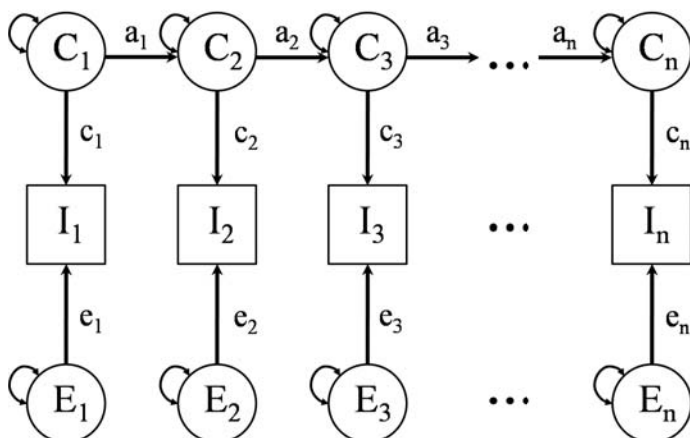 C₁ a₁ C₂ a₂ C₃ a₃ ... aₙ Cₙ
c₁ c₂ c₃ cₙ
I₁ I₂ I₃ ... Iₙ
e₁ e₂ e₃ eₙ
E₁ E₂ E₃ ... Eₙ